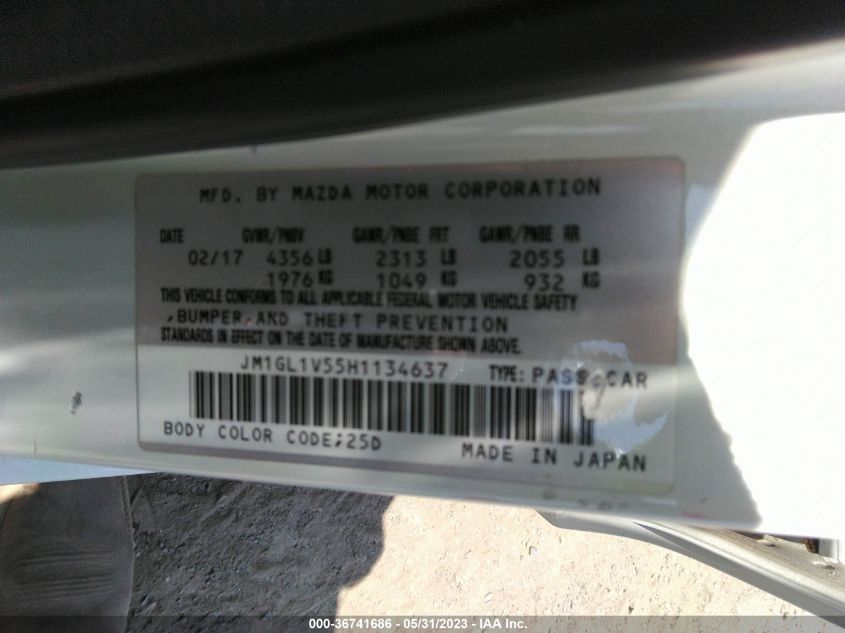 MFD. BY MAZDA MOTOR CORPORATION
DATE GVWR/PNBV GAWR/PNBE FRT GAWR/PNBE RR
02/17 4356 LB 2313 LB 2055 LB
1976 KG 1049 KG 932 KG
THIS VEHICLE CONFORMS TO ALL APPLICABLE FEDERAL MOTOR VEHICLE SAFETY
,BUMPER,AND THEFT PREVENTION
STANDARDS IN EFFECT ON THE DATE OF MANUFACTURE SHOWN ABOVE.
JM1GL1V55H1134637 TYPE: PASS.CAR
BODY COLOR CODE:25D
MADE IN JAPAN
000-36741686 - 05/31/2023 - IAA Inc.